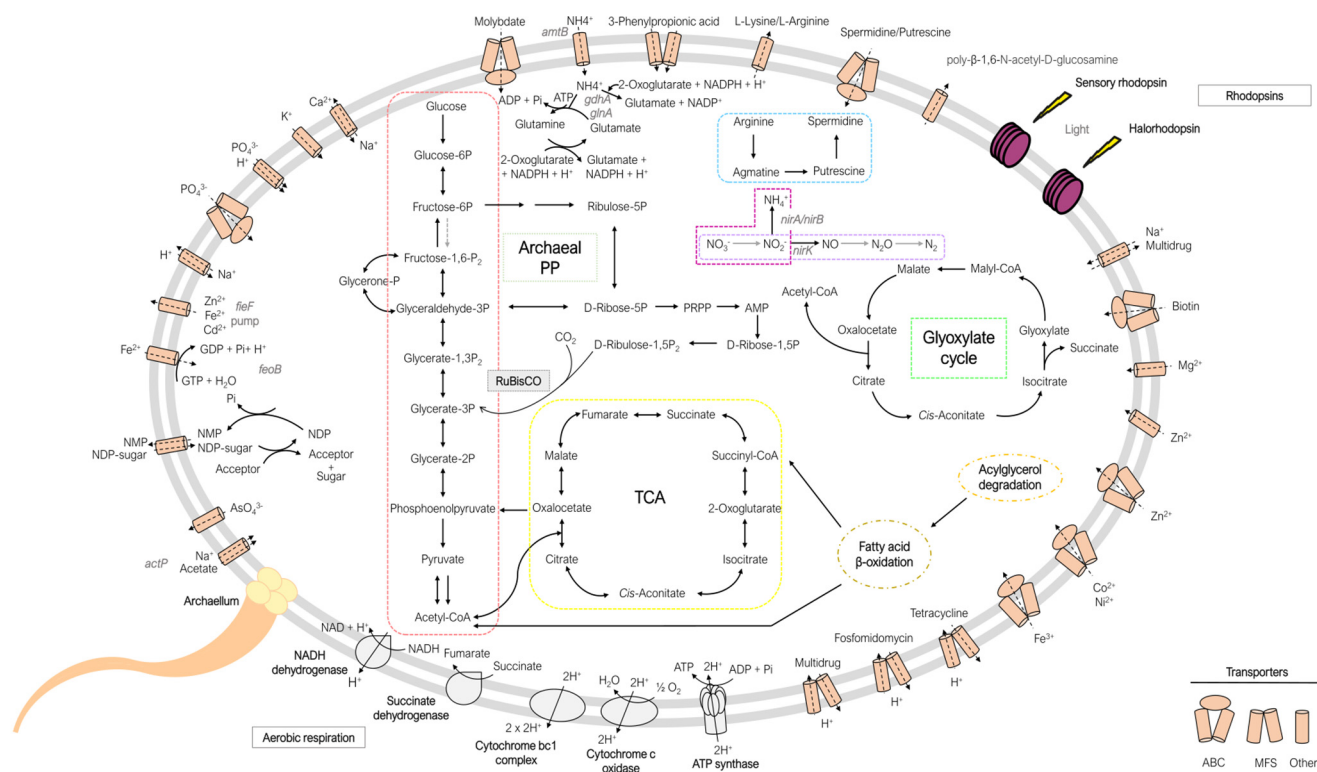 Molybdate
NH4⁺
amtB
3-Phenylpropionic acid
L-Lysine/L-Arginine
Spermidine/Putrescine
poly-β-1,6-N-acetyl-D-glucosamine
Sensory rhodopsin
Rhodopsins
Light
Halorhodopsin
Ca²⁺
Na⁺
K⁺
PO₄³⁻
H⁺
PO₄³⁻
H⁺
Na⁺
Zn²⁺
Fe²⁺
Cd²⁺
fieF
pump
Fe²⁺
GDP + Pi+ H⁺
feoB
GTP + H₂O
Pi
NMP
NDP-sugar
NMP
NDP-sugar
Acceptor
NDP
Acceptor
+
Sugar
AsO₄³⁻
actP
Na⁺
Acetate
Archaellum
Glucose
Glucose-6P
Fructose-6P
Fructose-1,6-P₂
Glycerone-P
Glyceraldehyde-3P
Glycerate-1,3P₂
Glycerate-3P
Glycerate-2P
Phosphoenolpyruvate
Pyruvate
Acetyl-CoA
NH4⁺
ADP + Pi
ATP
gdhA
glnA
2-Oxoglutarate + NADPH + H⁺
Glutamate + NADP⁺
Glutamine
Glutamate
2-Oxoglutarate
+ NADPH + H⁺
Glutamate +
NADPH + H⁺
Ribulose-5P
Archaeal
PP
D-Ribose-5P
PRPP
AMP
CO₂
D-Ribulose-1,5P₂
D-Ribose-1,5P
RuBisCO
Arginine
Spermidine
Agmatine
Putrescine
NH₄⁺
nirA/nirB
NO₃⁻
NO₂⁻
nirK
NO
N₂O
N₂
Malate
Malyl-CoA
Acetyl-CoA
Oxalocetate
Glyoxylate
cycle
Glyoxylate
Succinate
Citrate
Isocitrate
Cis-Aconitate
Fumarate
Succinate
Malate
Succinyl-CoA
TCA
Oxalocetate
2-Oxoglutarate
Citrate
Isocitrate
Cis-Aconitate
Acylglycerol
degradation
Fatty acid
β-oxidation
Na⁺
Multidrug
Biotin
Mg²⁺
Zn²⁺
Zn²⁺
Co²⁺
Ni²⁺
Fe³⁺
Tetracycline
H⁺
Fosfomidomycin
H⁺
Multidrug
H⁺
NAD + H⁺
NADH
NADH
dehydrogenase
H⁺
Fumarate
Succinate
Succinate
dehydrogenase
2H⁺
2 x 2H⁺
Cytochrome bc1
complex
H₂O
2H⁺
½ O₂
2H⁺
Cytochrome c
oxidase
ATP
2H⁺
ADP + Pi
2H⁺
ATP synthase
Aerobic respiration
Transporters
ABC
MFS
Other